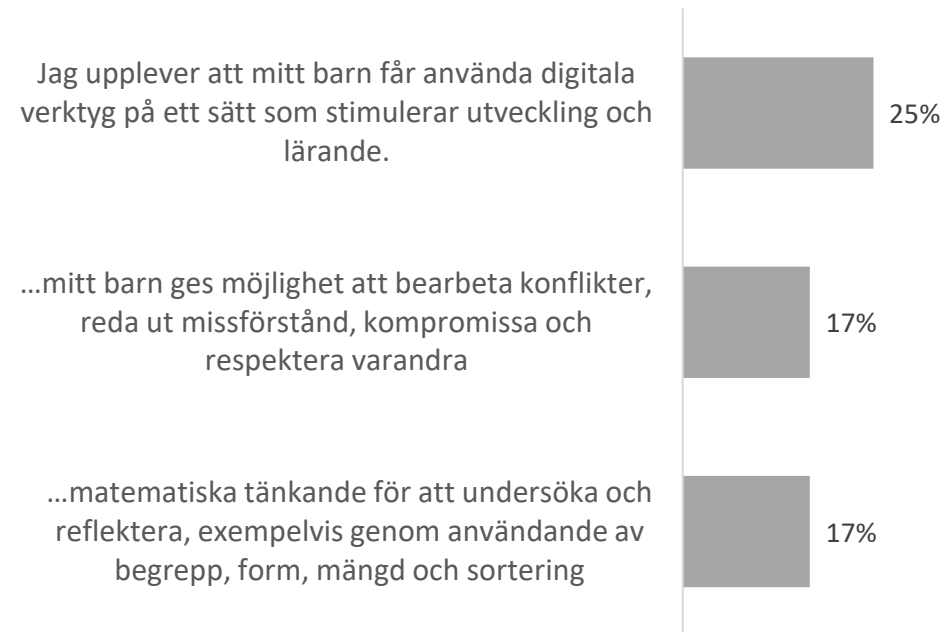 Jag upplever att mitt barn får använda digitala
verktyg på ett sätt som stimulerar utveckling och
lärande.
25%
...mitt barn ges möjlighet att bearbeta konflikter,
reda ut missförstånd, kompromissa och
respektera varandra
17%
...matematiska tänkande för att undersöka och
reflektera, exempelvis genom användande av
begrepp, form, mängd och sortering
17%